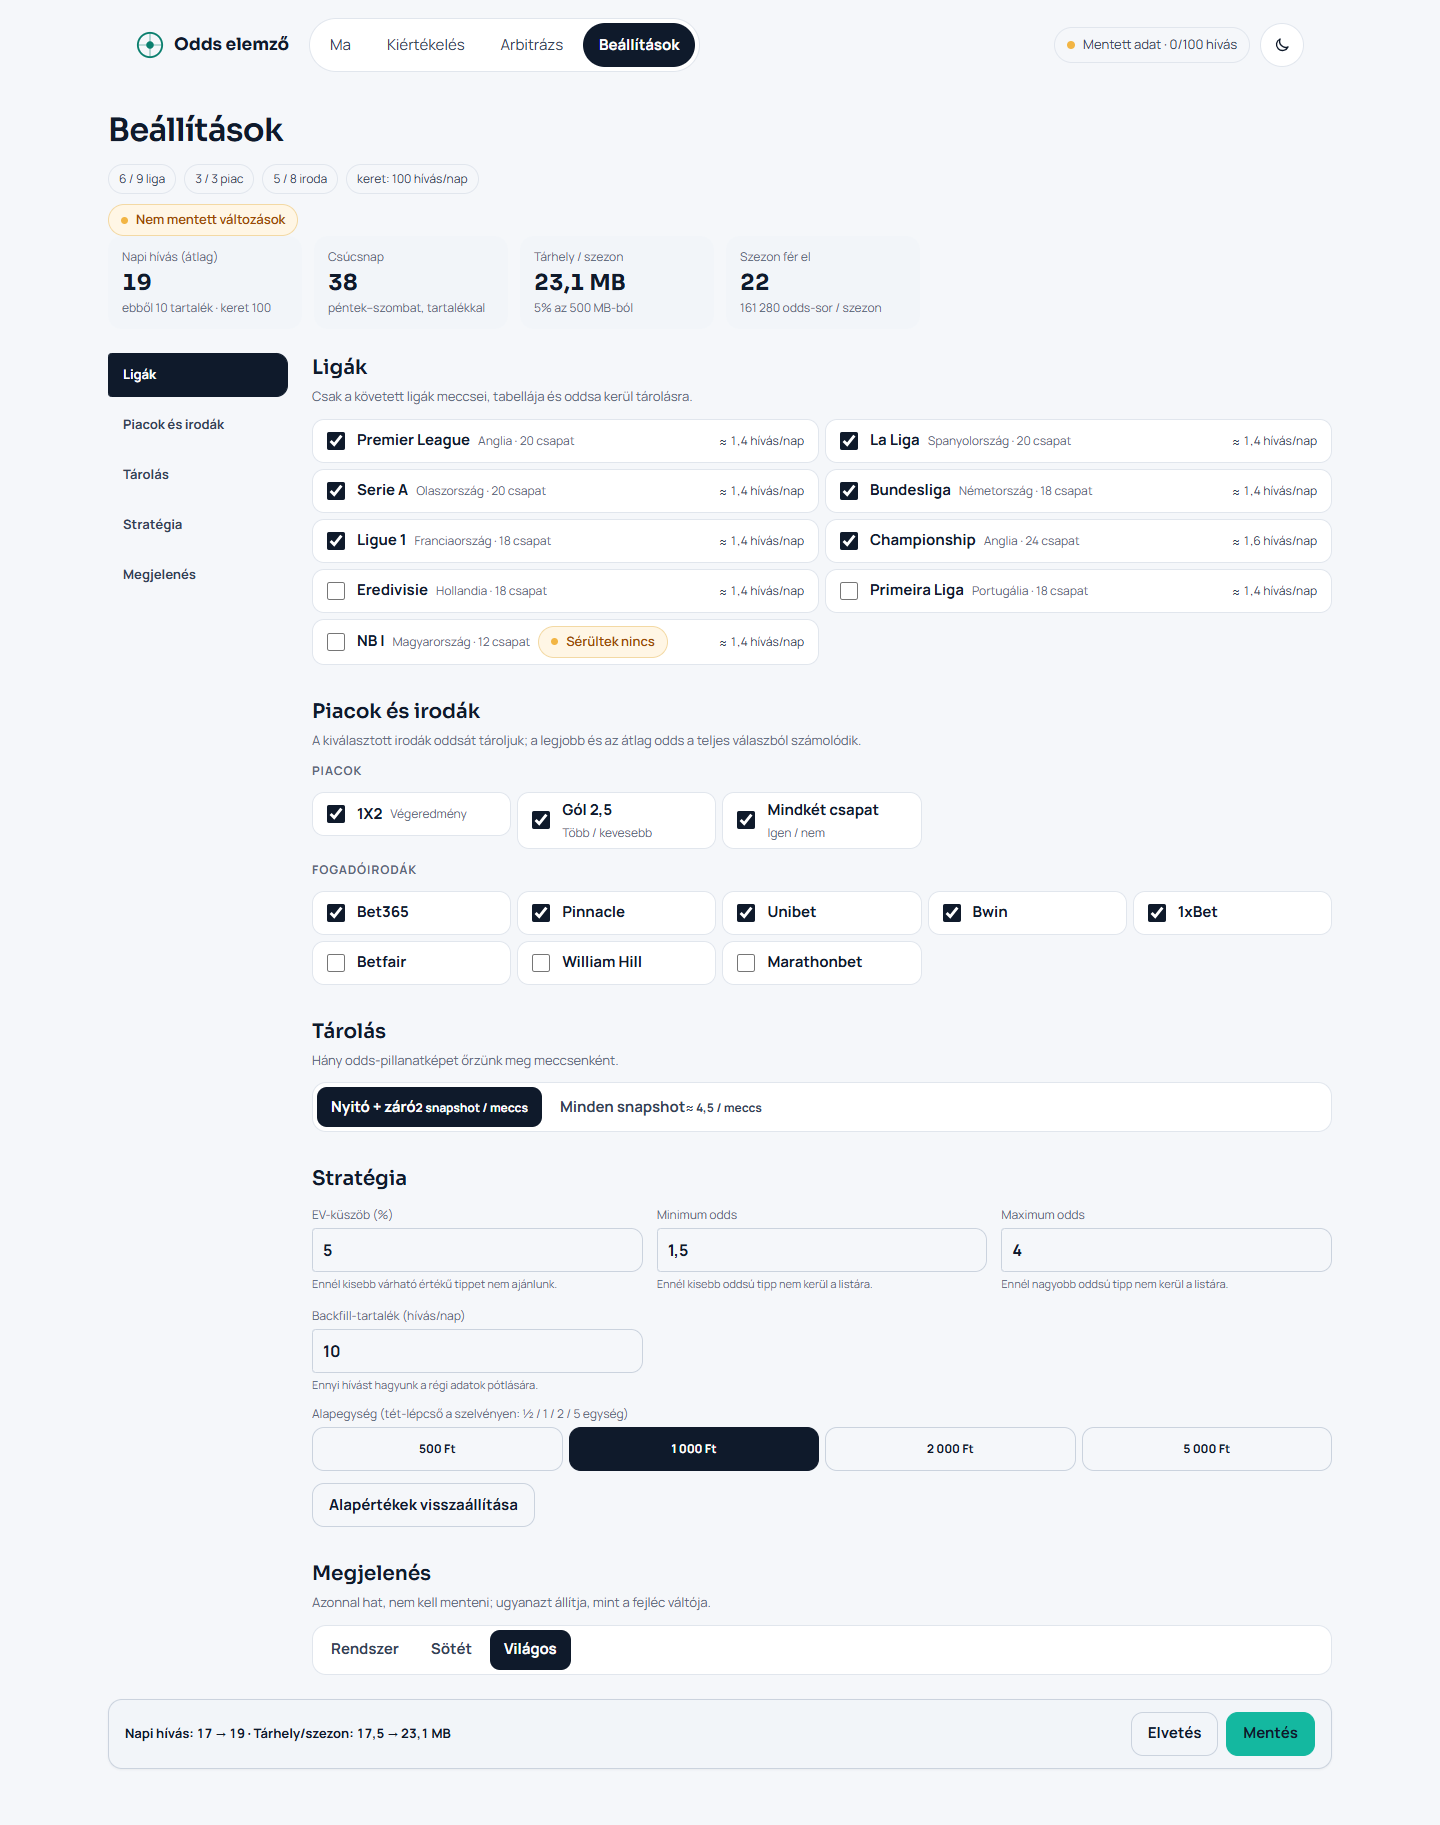 Odds elemző
Ma
Kiértékelés
Arbitrázs
Beállítások
Mentett adat · 0/100 hívás
Beállítások
6 / 9 liga
3 / 3 piac
5 / 8 iroda
keret: 100 hívás/nap
Nem mentett változások
Napi hívás (átlag)
19
ebből 10 tartalék · keret 100
Csúcsnap
38
péntek–szombat, tartalékkal
Tárhely / szezon
23,1 MB
5% az 500 MB-ból
Szezon fér el
22
161 280 odds-sor / szezon
Ligák
Piacok és irodák
Tárolás
Stratégia
Megjelenés
Ligák
Csak a követett ligák meccsei, tabellája és oddsa kerül tárolásra.
Premier League Anglia · 20 csapat ≈ 1,4 hívás/nap
La Liga Spanyolország · 20 csapat ≈ 1,4 hívás/nap
Serie A Olaszország · 20 csapat ≈ 1,4 hívás/nap
Bundesliga Németország · 18 csapat ≈ 1,4 hívás/nap
Ligue 1 Franciaország · 18 csapat ≈ 1,4 hívás/nap
Championship Anglia · 24 csapat ≈ 1,6 hívás/nap
Eredivisie Hollandia · 18 csapat ≈ 1,4 hívás/nap
Primeira Liga Portugália · 18 csapat ≈ 1,4 hívás/nap
NB I Magyarország · 12 csapat Sérültek nincs ≈ 1,4 hívás/nap
Piacok és irodák
A kiválasztott irodák oddsát tároljuk; a legjobb és az átlag odds a teljes válaszból számolódik.
PIACOK
1X2 Végeredmény
Gól 2,5
Több / kevesebb
Mindkét csapat
Igen / nem
FOGADÓIRODÁK
Bet365
Pinnacle
Unibet
Bwin
1xBet
Betfair
William Hill
Marathonbet
Tárolás
Hány odds-pillanatképet őrzünk meg meccsenként.
Nyitó + záró2 snapshot / meccs
Minden snapshot≈ 4,5 / meccs
Stratégia
EV-küszöb (%)
5
Ennél kisebb várható értékű tippet nem ajánlunk.
Minimum odds
1,5
Ennél kisebb oddsú tipp nem kerül a listára.
Maximum odds
4
Ennél nagyobb oddsú tipp nem kerül a listára.
Backfill-tartalék (hívás/nap)
10
Ennyi hívást hagyunk a régi adatok pótlására.
Alapegység (tét-lépcső a szelvényen: ½ / 1 / 2 / 5 egység)
500 Ft
1 000 Ft
2 000 Ft
5 000 Ft
Alapértékek visszaállítása
Megjelenés
Azonnal hat, nem kell menteni; ugyanazt állítja, mint a fejléc váltója.
Rendszer
Sötét
Világos
Napi hívás: 17 → 19 · Tárhely/szezon: 17,5 → 23,1 MB
Elvetés
Mentés